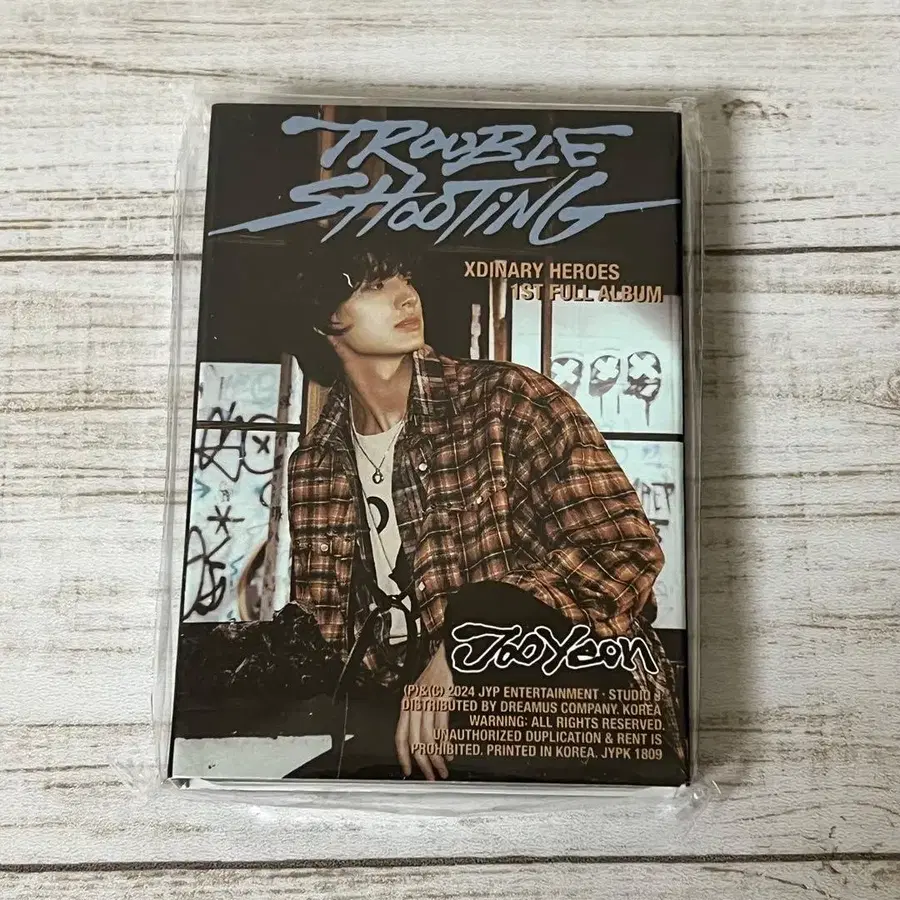 TROUBLE
SHOOTING
XDINARY HEROES
1ST FULL ALBUM
JooYeon
(P)&(C) 2024 JYP ENTERTAINMENT · STUDIO J.
DISTRIBUTED BY DREAMUS COMPANY. KOREA
WARNING: ALL RIGHTS RESERVED.
UNAUTHORIZED DUPLICATION & RENT IS
PROHIBITED. PRINTED IN KOREA. JYPK 1809